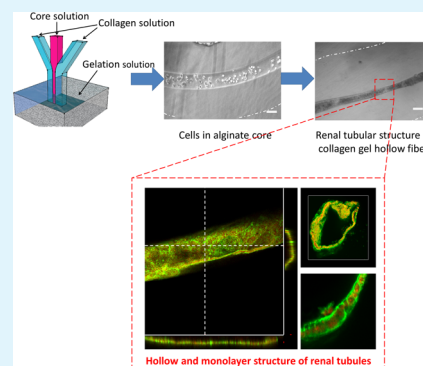 Core solution
Collagen solution
Gelation solution
Cells in alginate core
Renal tubular structure
collagen gel hollow fibe
Hollow and monolayer structure of renal tubules